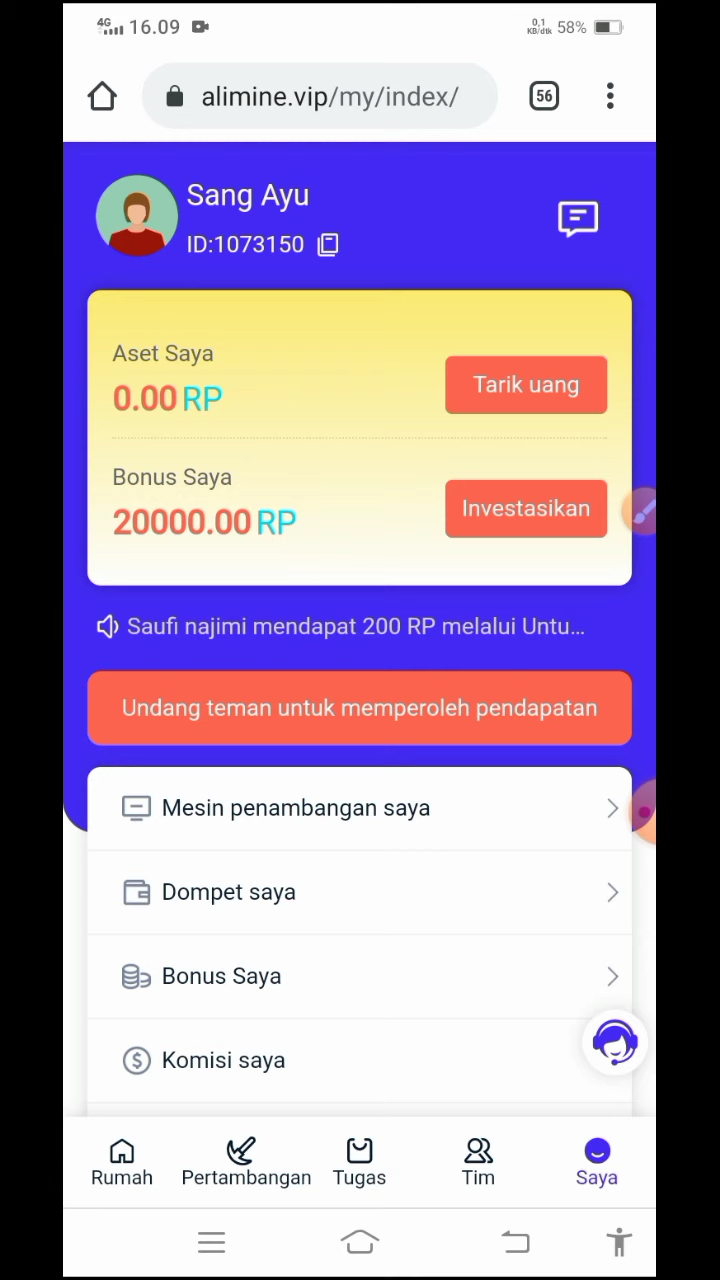 4G 16.09 0,1 KB/dtk 58%
alimine.vip/my/index/ 56
Sang Ayu
ID:1073150
Aset Saya
0.00 RP
Tarik uang
Bonus Saya
20000.00 RP
Investasikan
Saufi najimi mendapat 200 RP melalui Untu...
Undang teman untuk memperoleh pendapatan
Mesin penambangan saya
Dompet saya
Bonus Saya
Komisi saya
Rumah Pertambangan Tugas Tim Saya